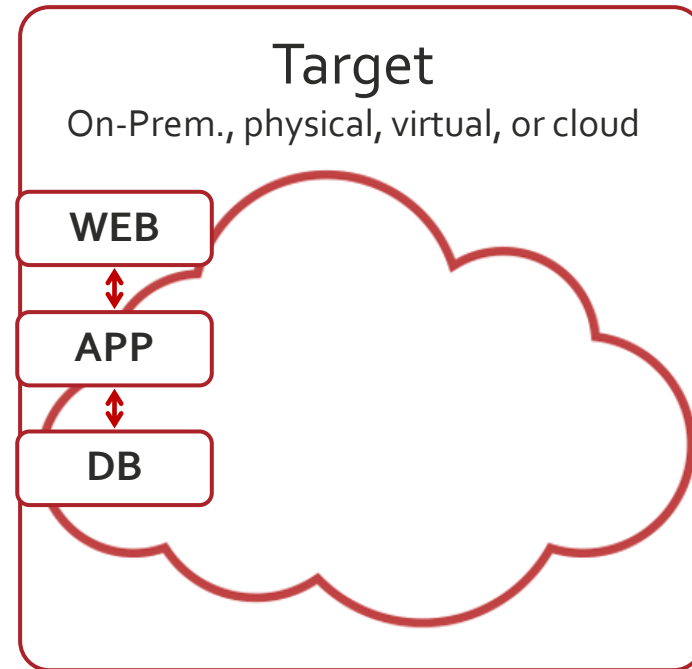 Target
On-Prem., physical, virtual, or cloud
WEB
APP
DB